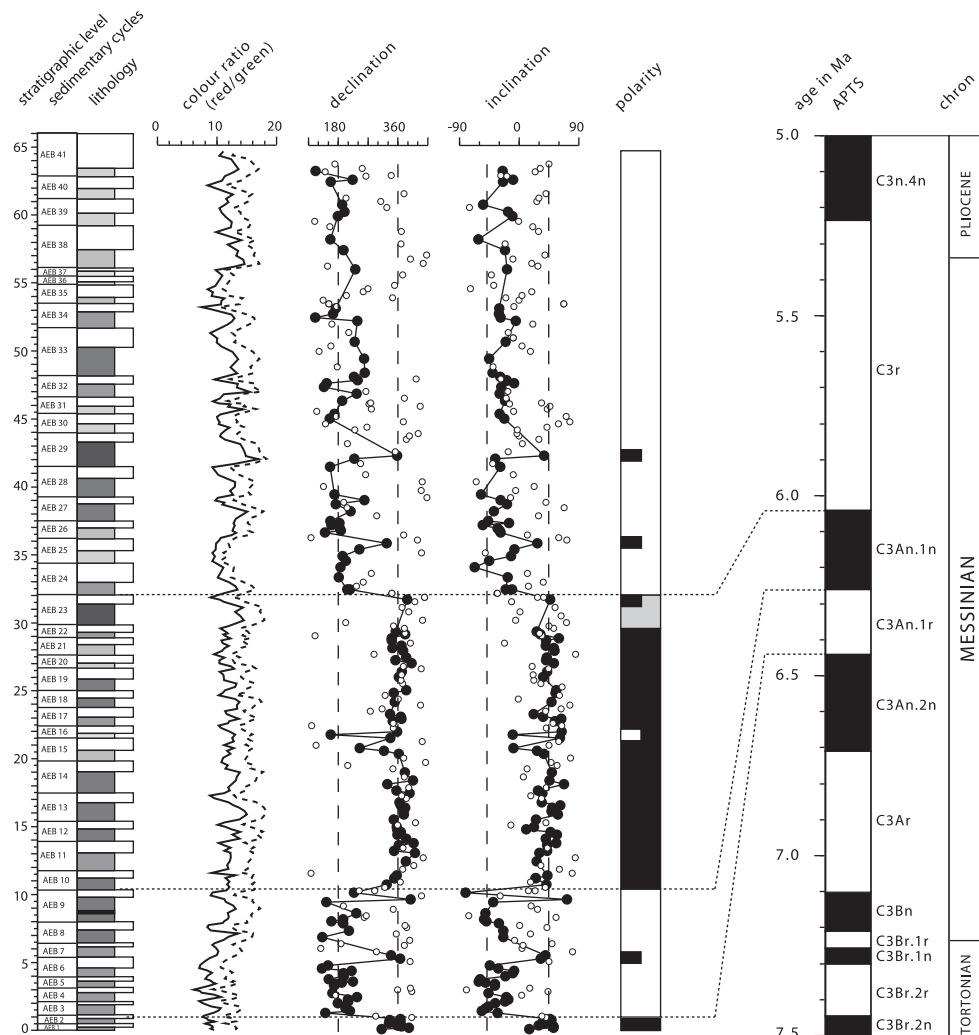 stratigraphic level
sedimentary cycles
lithology
colour ratio
(red/green)
declination
inclination
polarity
age in Ma
APTS
chron
0 10 20
180 360
-90 0 90
65
60
55
50
45
40
35
30
25
20
15
10
5
0
AEB 41
AEB 40
AEB 39
AEB 38
AEB 37
AEB 36
AEB 35
AEB 34
AEB 33
AEB 32
AEB 31
AEB 30
AEB 29
AEB 28
AEB 27
AEB 26
AEB 25
AEB 24
AEB 23
AEB 22
AEB 21
AEB 20
AEB 19
AEB 18
AEB 17
AEB 16
AEB 15
AEB 14
AEB 13
AEB 12
AEB 11
AEB 10
AEB 9
AEB 8
AEB 7
AEB 6
AEB 5
AEB 4
AEB 3
AEB 2
AEB 1
5.0
5.5
6.0
6.5
7.0
7.5
C3n.4n
C3r
C3An.1n
C3An.1r
C3An.2n
C3Ar
C3Bn
C3Br.1r
C3Br.1n
C3Br.2r
C3Br.2n
PLIOCENE
MESSINIAN
TORTONIAN